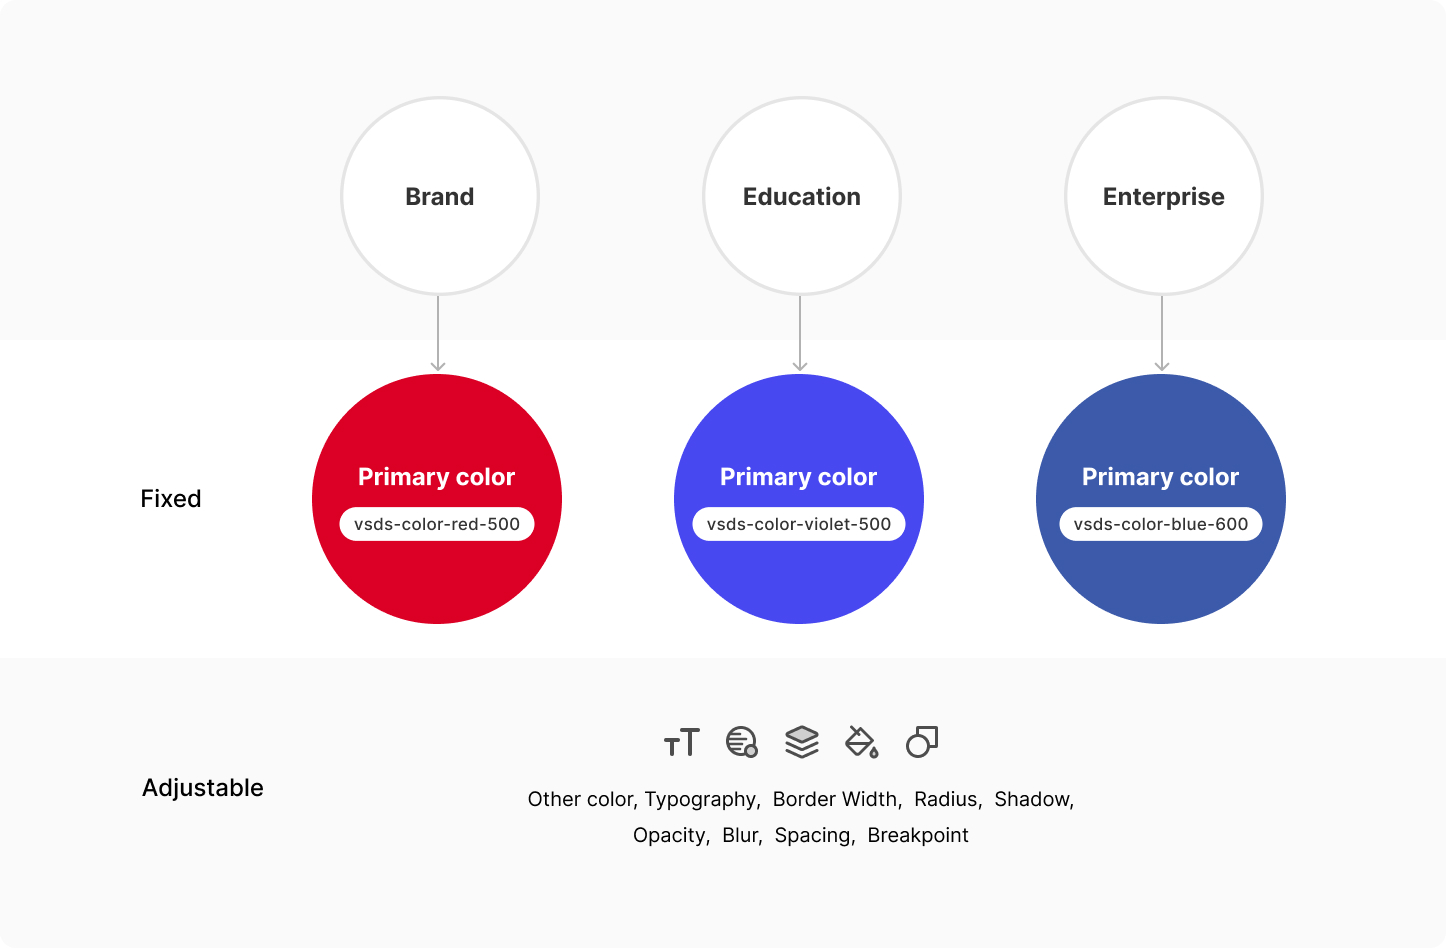 Brand
Education
Enterprise
Fixed
Primary color
vsds-color-red-500
Primary color
vsds-color-violet-500
Primary color
vsds-color-blue-600
Adjustable
Other color, Typography, Border Width, Radius, Shadow,
Opacity, Blur, Spacing, Breakpoint